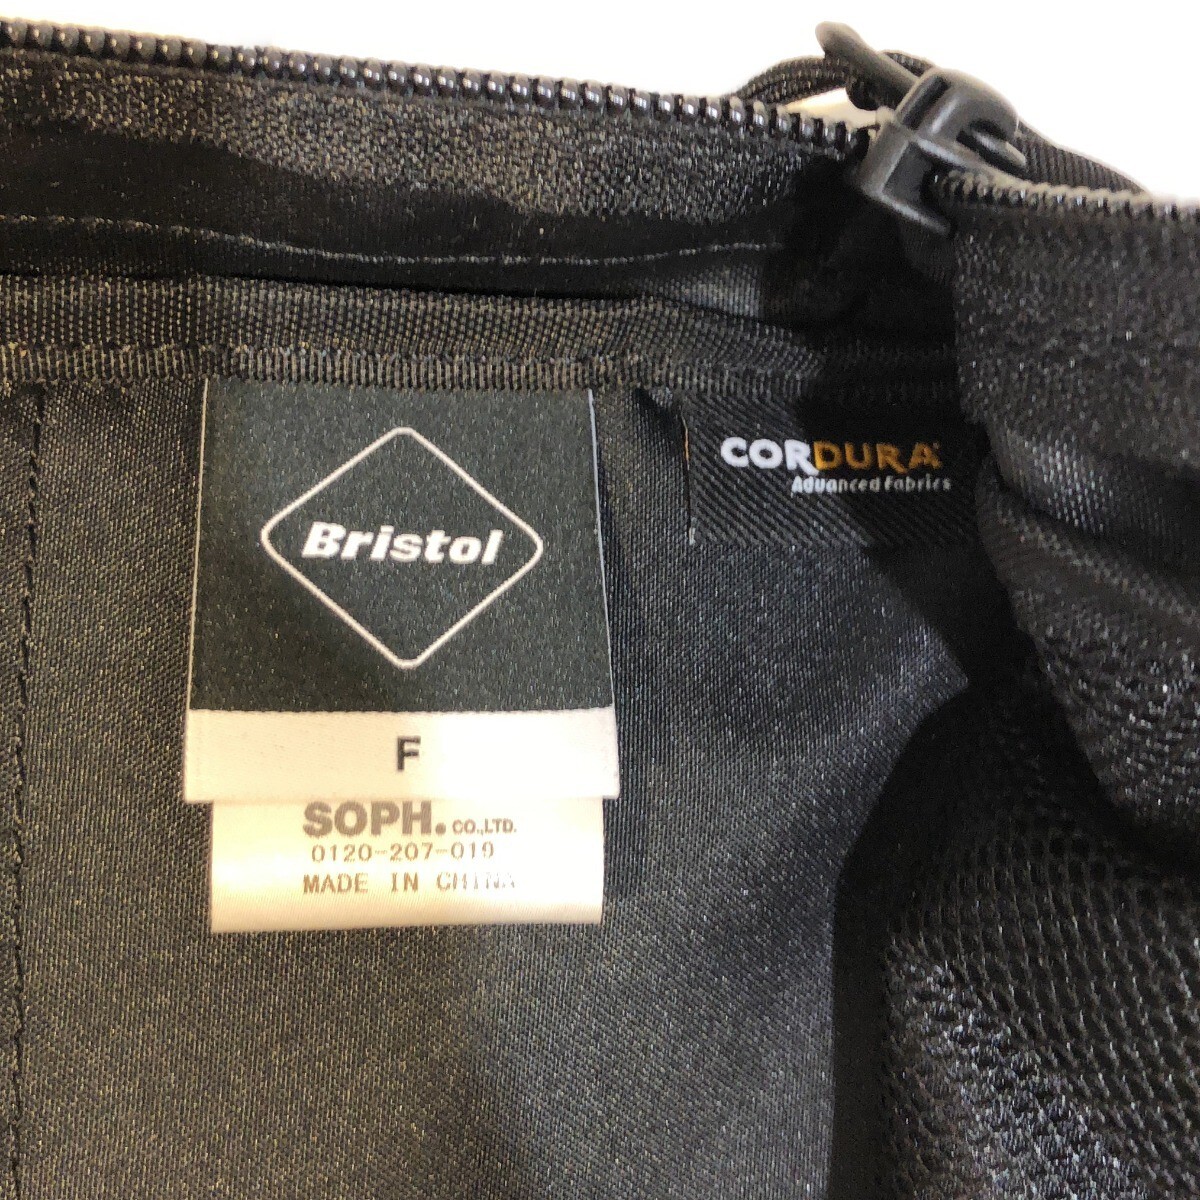 Bristol
F
SOPH. CO.,LTD.
0120-207-019
MADE IN CHINA
CORDURA®
Advanced Fabrics